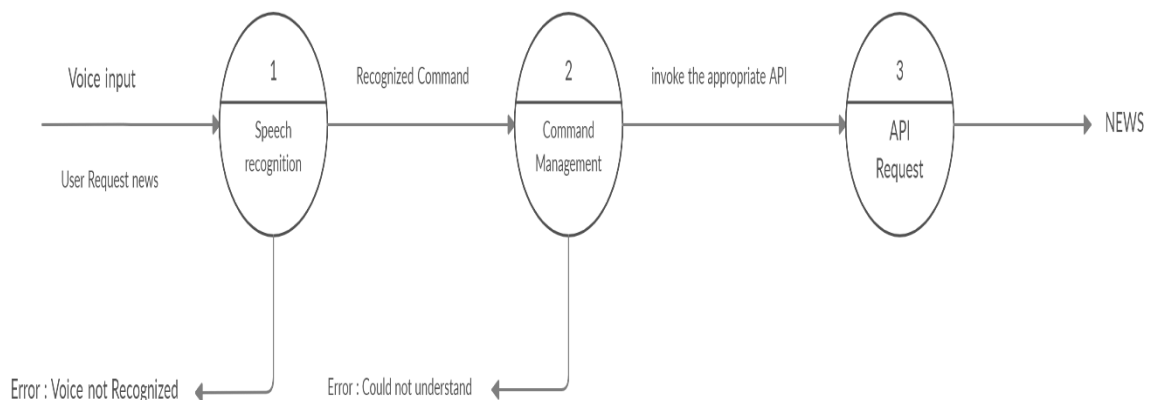 Voice input
User Request news
1
Speech
recognition
Recognized Command
2
Command
Management
invoke the appropriate API
3
API
Request
NEWS
Error : Voice not Recognized
Error : Could not understand